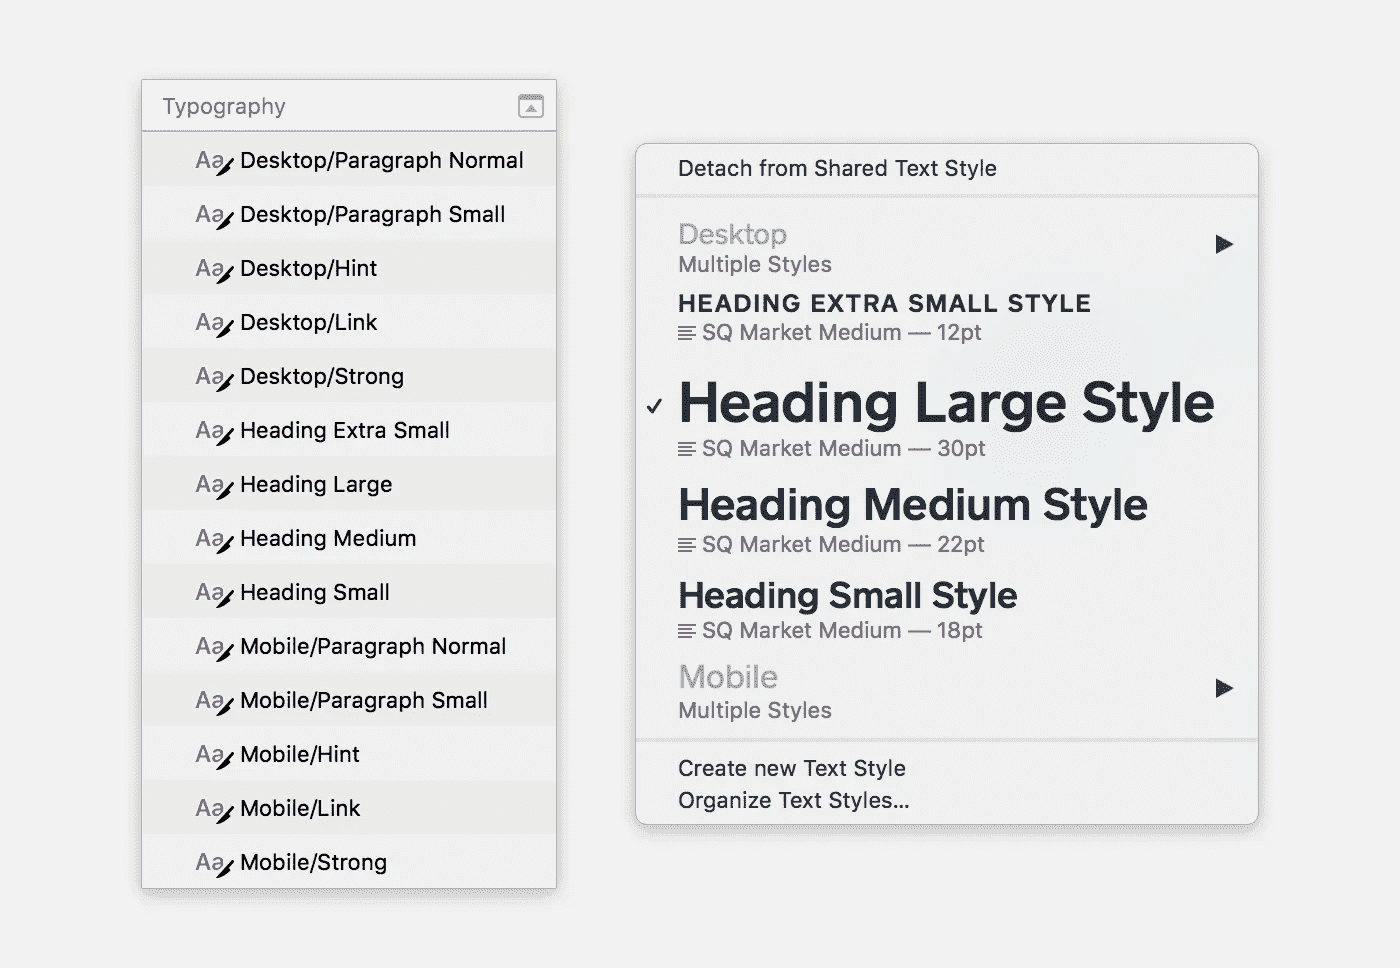 Typography
Aa Desktop/Paragraph Normal
Aa Desktop/Paragraph Small
Aa Desktop/Hint
Aa Desktop/Link
Aa Desktop/Strong
Aa Heading Extra Small
Aa Heading Large
Aa Heading Medium
Aa Heading Small
Aa Mobile/Paragraph Normal
Aa Mobile/Paragraph Small
Aa Mobile/Hint
Aa Mobile/Link
Aa Mobile/Strong
Detach from Shared Text Style
Desktop
Multiple Styles
HEADING EXTRA SMALL STYLE
SQ Market Medium — 12pt
Heading Large Style
SQ Market Medium — 30pt
Heading Medium Style
SQ Market Medium — 22pt
Heading Small Style
SQ Market Medium — 18pt
Mobile
Multiple Styles
Create new Text Style
Organize Text Styles...